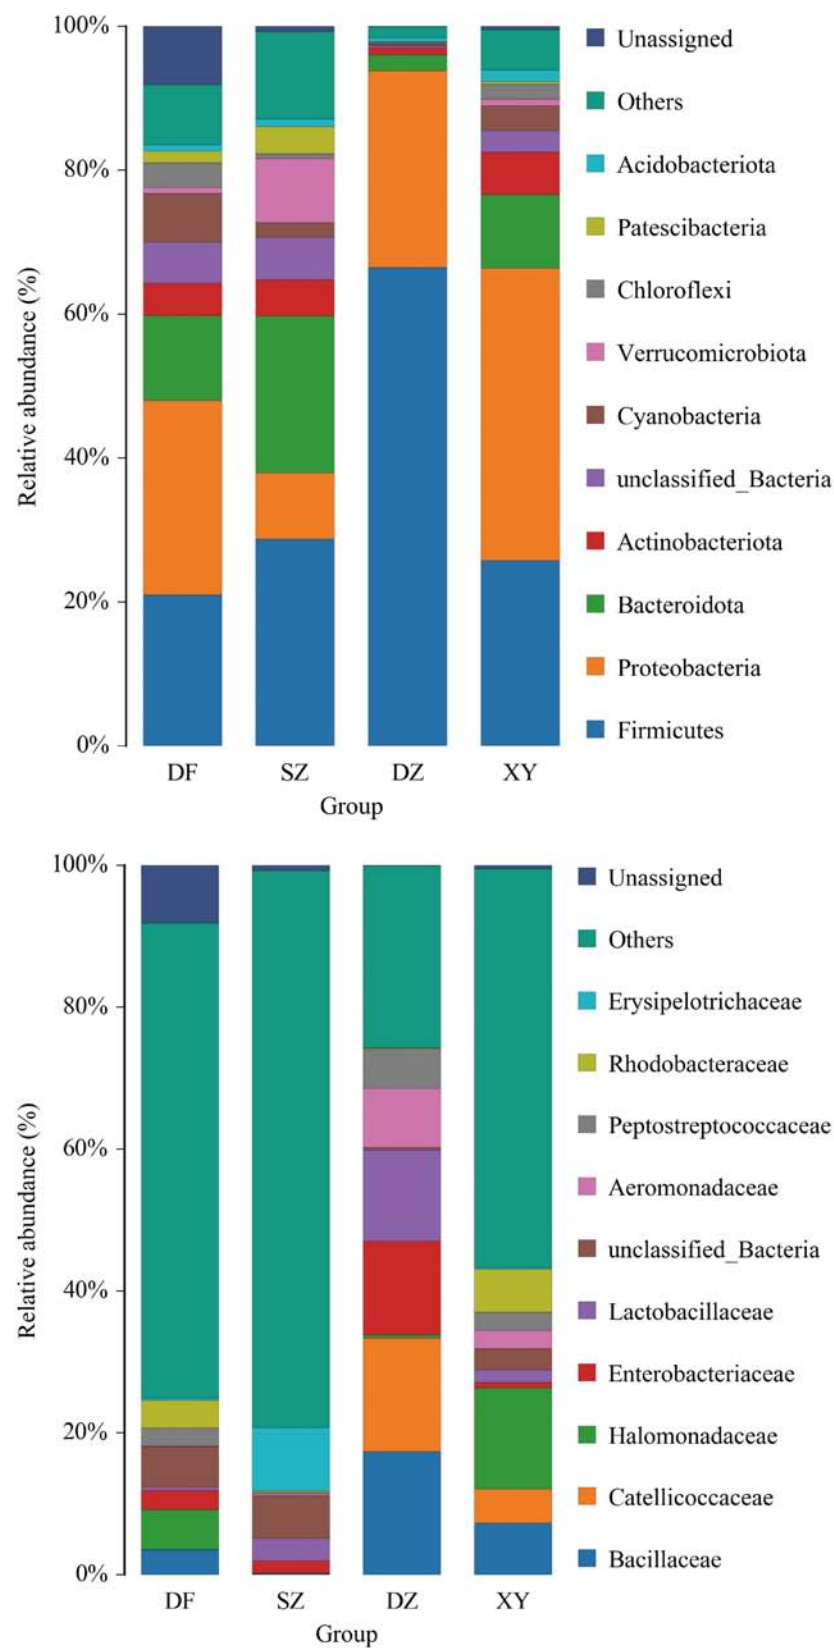 100%
80%
60%
40%
20%
0%
Relative abundance (%)
DF SZ DZ XY
Group
Unassigned
Others
Acidobacteriota
Patescibacteria
Chloroflexi
Verrucomicrobiota
Cyanobacteria
unclassified_Bacteria
Actinobacteriota
Bacteroidota
Proteobacteria
Firmicutes
100%
80%
60%
40%
20%
0%
Relative abundance (%)
DF SZ DZ XY
Group
Unassigned
Others
Erysipelotrichaceae
Rhodobacteraceae
Peptostreptococcaceae
Aeromonadaceae
unclassified_Bacteria
Lactobacillaceae
Enterobacteriaceae
Halomonadaceae
Catellicoccaceae
Bacillaceae